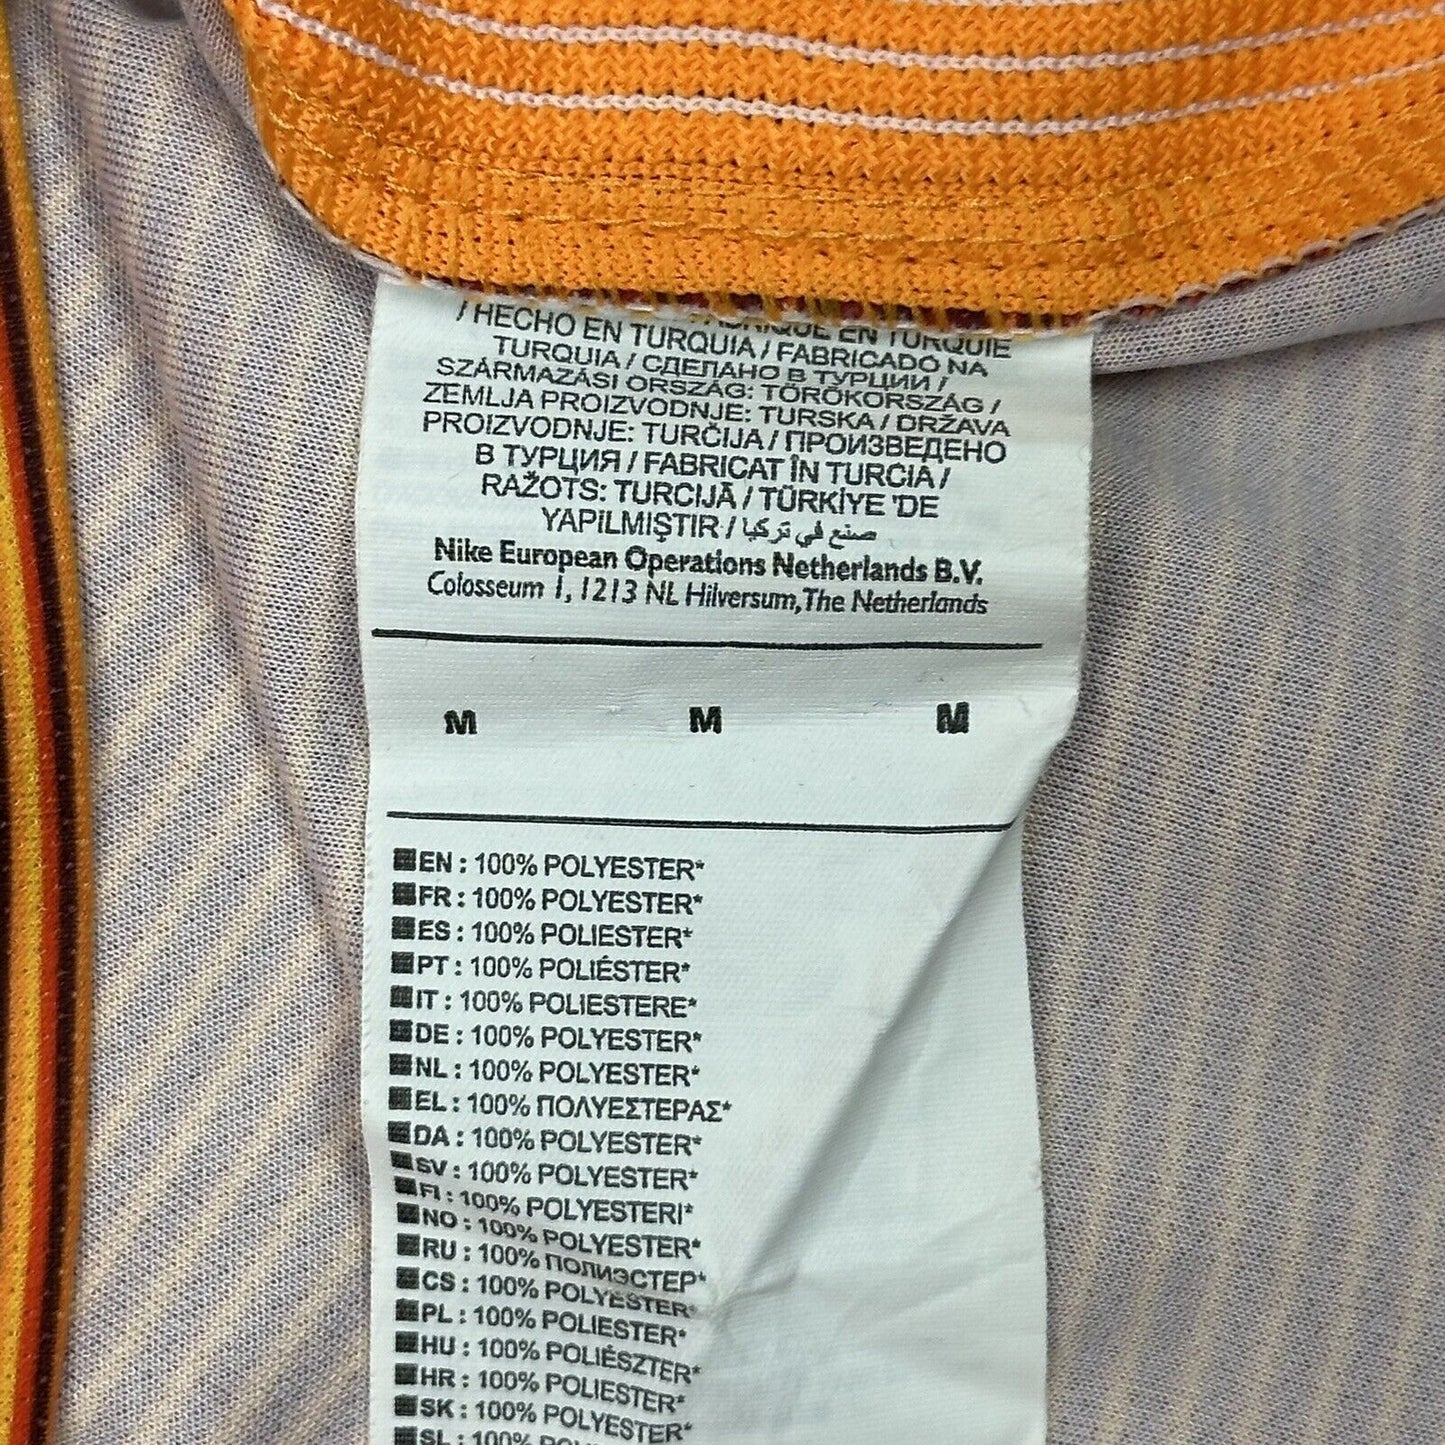 FABRIQUÉ EN TURQUIE
/ HECHO EN TURQUIA / FABRICADO NA
TURQUIA / СДЕЛАНО В ТУРЦИИ /
SZÁRMAZÁSI ORSZÁG: TÖRÖKORSZÁG /
ZEMLJA PROIZVODNJE: TURSKA / DRŽAVA
PROIZVODNJE: TURČIJA / ПРОИЗВЕДЕНО
В ТУРЦИЯ / FABRICAT ÎN TURCIA /
RAŽOTS: TURCIJĀ / TÜRKİYE 'DE
YAPiLMIŞTIR / صنع في تركيا
Nike European Operations Netherlands B.V.
Colosseum 1, 1213 NL Hilversum, The Netherlands
M M M
EN : 100% POLYESTER*
FR : 100% POLYESTER*
ES : 100% POLIESTER*
PT : 100% POLIÉSTER*
IT : 100% POLIESTERE*
DE : 100% POLYESTER*
NL : 100% POLYESTER*
EL : 100% ΠΟΛΥΕΣΤΕΡΑΣ*
DA : 100% POLYESTER*
SV : 100% POLYESTER*
FI : 100% POLYESTERI*
NO : 100% POLYESTER*
RU : 100% ПОЛИЭСТЕР*
CS : 100% POLYESTER*
PL : 100% POLIESTER*
HU : 100% POLIÉSZTER*
HR : 100% POLIESTER*
SK : 100% POLYESTER*
SL : 100%